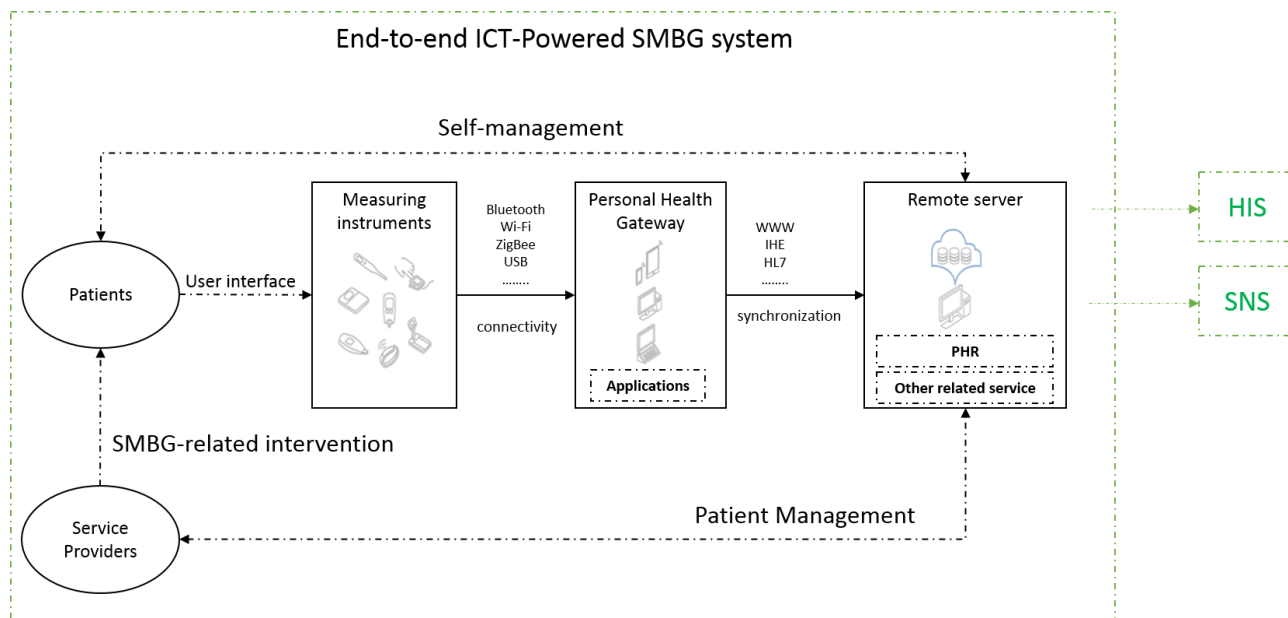 End-to-end ICT-Powered SMBG system
Self-management
Patients
User interface
Measuring
instruments
Bluetooth
Wi-Fi
ZigBee
USB
........
connectivity
Personal Health
Gateway
Applications
WWW
IHE
HL7
........
synchronization
Remote server
PHR
Other related service
HIS
SNS
SMBG-related intervention
Service
Providers
Patient Management